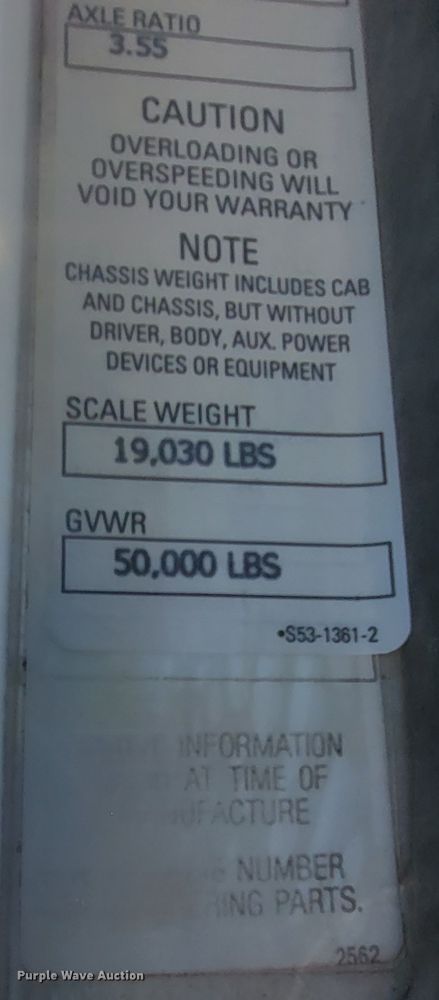 AXLE RATIO
3.55
CAUTION
OVERLOADING OR
OVERSPEEDING WILL
VOID YOUR WARRANTY
NOTE
CHASSIS WEIGHT INCLUDES CAB
AND CHASSIS, BUT WITHOUT
DRIVER, BODY, AUX. POWER
DEVICES OR EQUIPMENT
SCALE WEIGHT
19,030 LBS
GVWR
50,000 LBS
•S53-1361-2
INFORMATION
AT TIME OF
NUMBER
PARTS.
2562
Purple Wave Auction